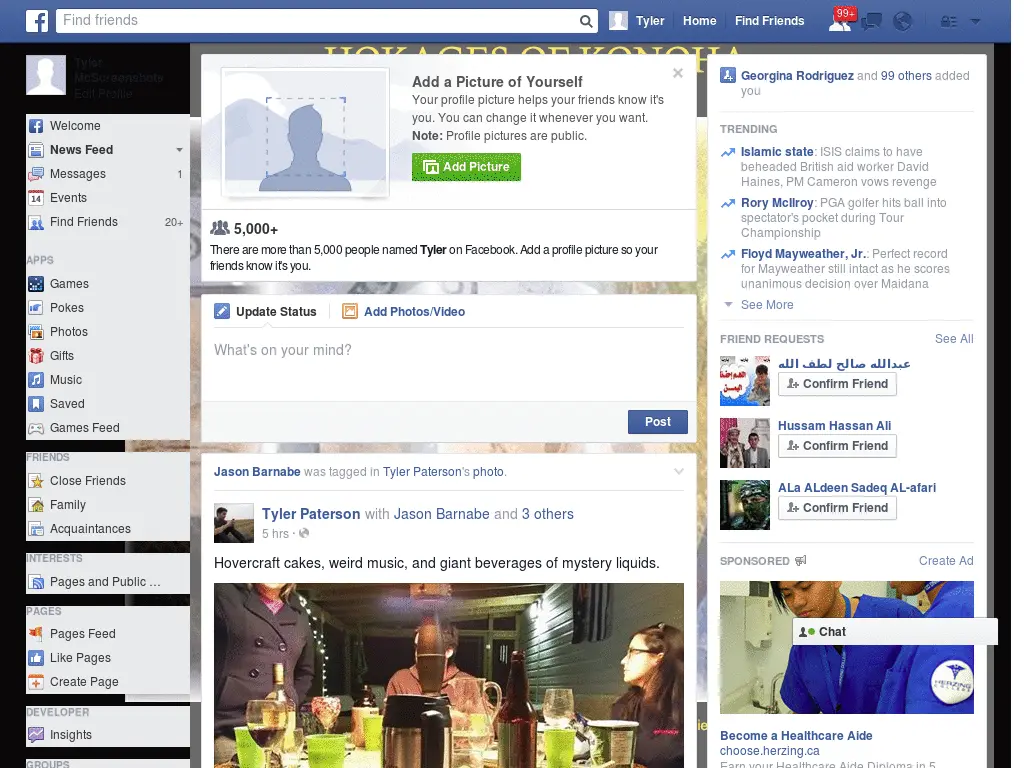 Find friends
Tyler
Home
Find Friends
99+
HOKAGES OF KONOHA
Tyler
McScreenshots
Edit Profile
Welcome
News Feed
Messages 1
14 Events
Find Friends 20+
APPS
Games
Pokes
Photos
Gifts
Music
Saved
Games Feed
FRIENDS
Close Friends
Family
Acquaintances
INTERESTS
Pages and Public ...
PAGES
Pages Feed
Like Pages
Create Page
DEVELOPER
Insights
GROUPS
Add a Picture of Yourself
Your profile picture helps your friends know it's
you. You can change it whenever you want.
Note: Profile pictures are public.
Add Picture
5,000+
There are more than 5,000 people named Tyler on Facebook. Add a profile picture so your
friends know it's you.
Update Status
Add Photos/Video
What's on your mind?
Post
Jason Barnabe was tagged in Tyler Paterson's photo.
Tyler Paterson with Jason Barnabe and 3 others
5 hrs ·
Hovercraft cakes, weird music, and giant beverages of mystery liquids.
Georgina Rodriguez and 99 others added
you
TRENDING
Islamic state: ISIS claims to have
beheaded British aid worker David
Haines, PM Cameron vows revenge
Rory McIlroy: PGA golfer hits ball into
spectator's pocket during Tour
Championship
Floyd Mayweather, Jr.: Perfect record
for Mayweather still intact as he scores
unanimous decision over Maidana
See More
FRIEND REQUESTS See All
عبدالله صالح لطف الله
Confirm Friend
Hussam Hassan Ali
Confirm Friend
ALa ALdeen Sadeq AL-afari
Confirm Friend
SPONSORED Create Ad
Chat
HERZING
COLLEGE
Become a Healthcare Aide
choose.herzing.ca
Earn your Healthcare Aide Diploma in 5